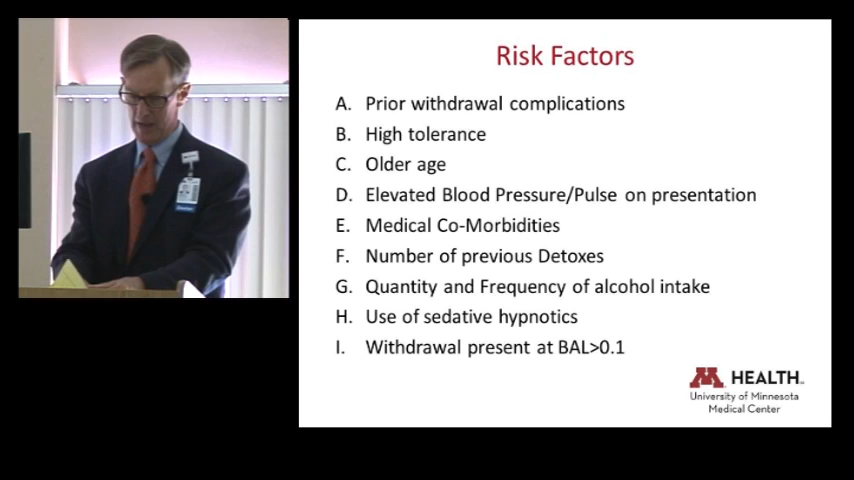 Risk Factors
A. Prior withdrawal complications
B. High tolerance
C. Older age
D. Elevated Blood Pressure/Pulse on presentation
E. Medical Co-Morbidities
F. Number of previous Detoxes
G. Quantity and Frequency of alcohol intake
H. Use of sedative hypnotics
I. Withdrawal present at BAL>0.1
M HEALTH
University of Minnesota
Medical Center